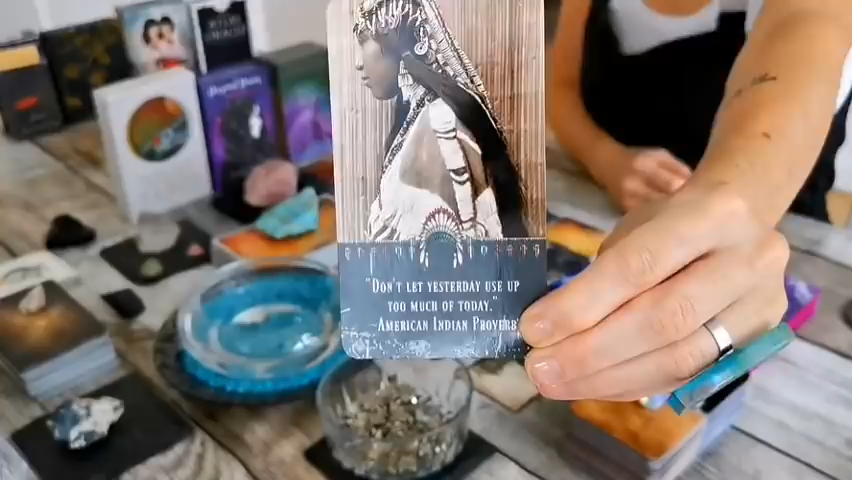 "Don't let yesterday use up
too much of today."
American Indian Proverb